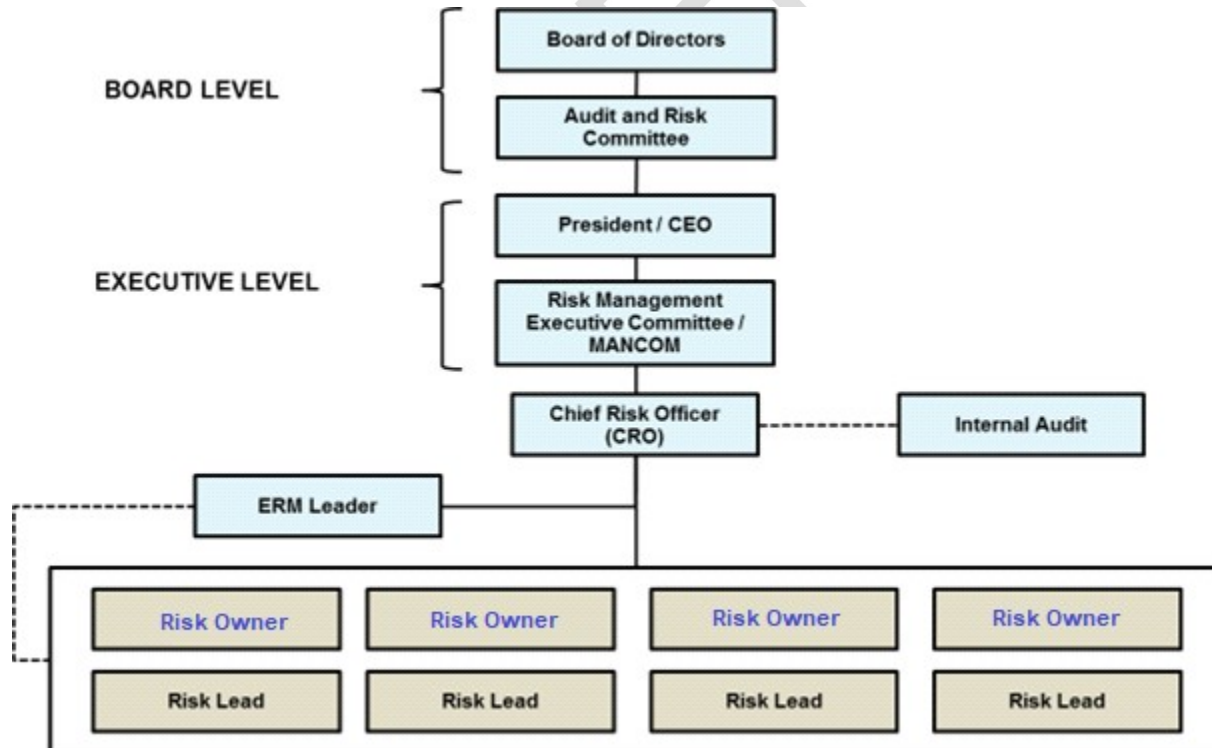 Board of Directors
BOARD LEVEL
Audit and Risk
Committee
President / CEO
EXECUTIVE LEVEL
Risk Management
Executive Committee /
MANCOM
Chief Risk Officer
(CRO)
Internal Audit
ERM Leader
Risk Owner
Risk Owner
Risk Owner
Risk Owner
Risk Lead
Risk Lead
Risk Lead
Risk Lead